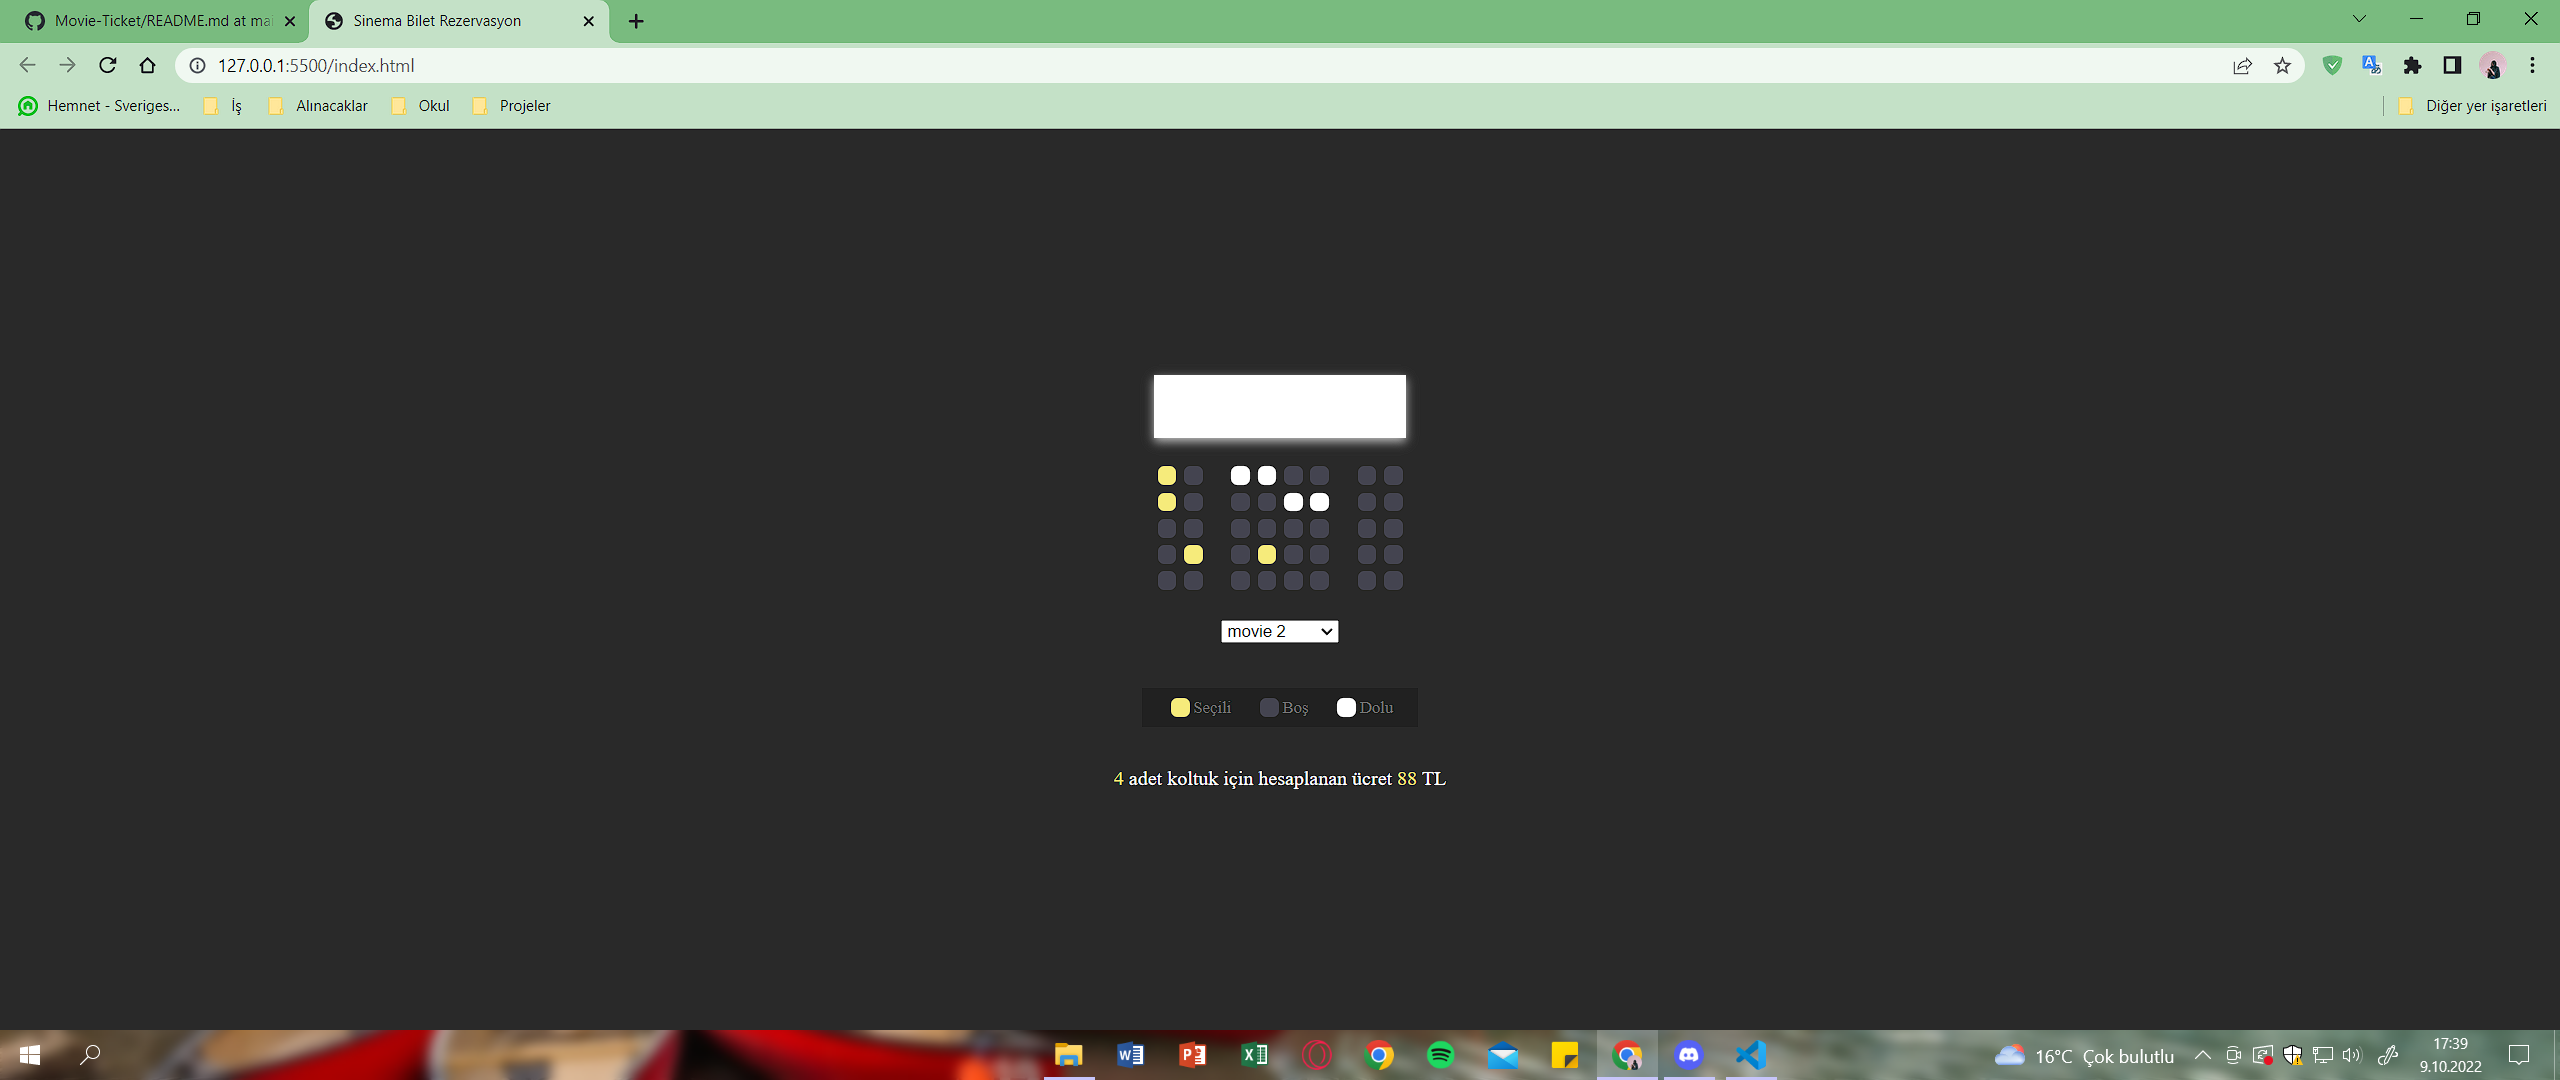 Movie-Ticket/README.md at mai
Sinema Bilet Rezervasyon
127.0.0.1:5500/index.html
Hemnet - Sveriges...
İş
Alınacaklar
Okul
Projeler
Diğer yer işaretleri
movie 2
Seçili
Boş
Dolu
4 adet koltuk için hesaplanan ücret 88 TL
16°C Çok bulutlu
17:39
9.10.2022